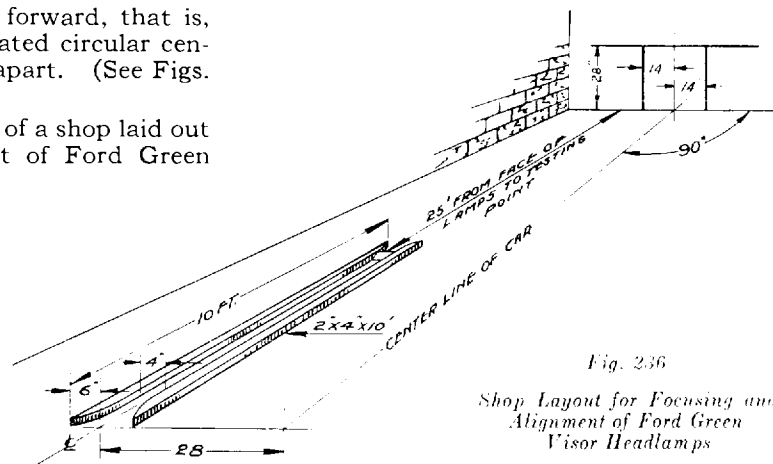 forward, that is,
ated circular cen-
apart. (See Figs.
of a shop laid out
t of Ford Green
28"
14
14
90°
25' FROM FACE OF
LAMPS TO TESTING
POINT
CENTER LINE OF CAR
10 FT.
2"x4"x10'
4"
6"
28
Fig. 236
Shop Layout for Focusing and
Alignment of Ford Green
Visor Headlamps